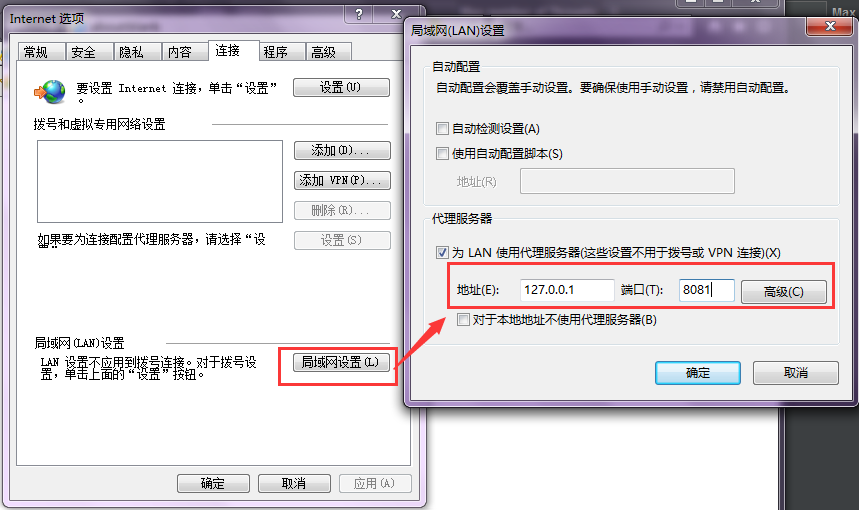 Internet 选项
常规 安全 隐私 内容 连接 程序 高级
要设置 Internet 连接，单击“设置”
。
设置(U)
拨号和虚拟专用网络设置
添加(D)...
添加 VPN(P)...
删除(R)...
如果要为连接配置代理服务器，请选择“设
设置(S)
局域网(LAN)设置
LAN 设置不应用到拨号连接。对于拨号设
置，单击上面的“设置”按钮。
局域网设置(L)
确定 取消 应用(A)
Max
局域网(LAN)设置
自动配置
自动配置会覆盖手动设置。要确保使用手动设置，请禁用自动配置。
自动检测设置(A)
使用自动配置脚本(S)
地址(R)
代理服务器
为 LAN 使用代理服务器(这些设置不用于拨号或 VPN 连接)(X)
地址(E): 127.0.0.1 端口(T): 8081 高级(C)
对于本地地址不使用代理服务器(B)
确定 取消